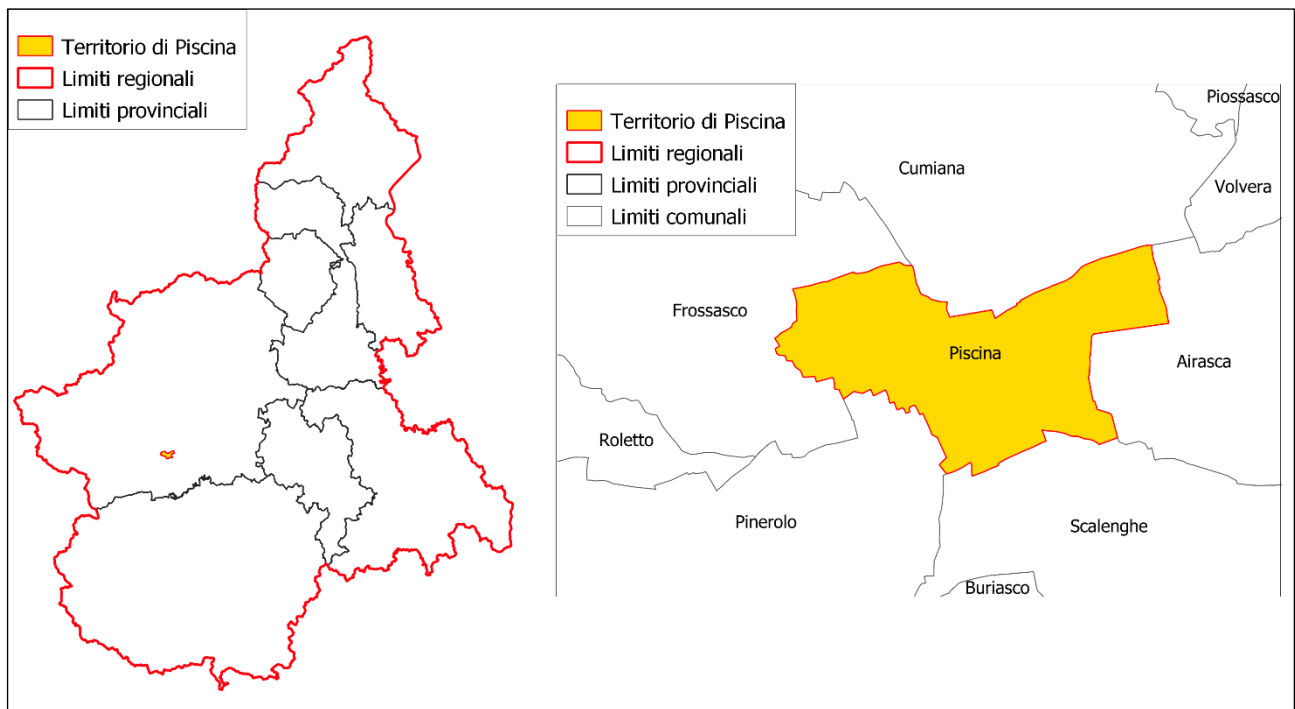 Territorio di Piscina
Limiti regionali
Limiti provinciali
Territorio di Piscina
Limiti regionali
Limiti provinciali
Limiti comunali
Piossasco
Cumiana
Volvera
Frossasco
Piscina
Airasca
Roletto
Pinerolo
Scalenghe
Buriasco